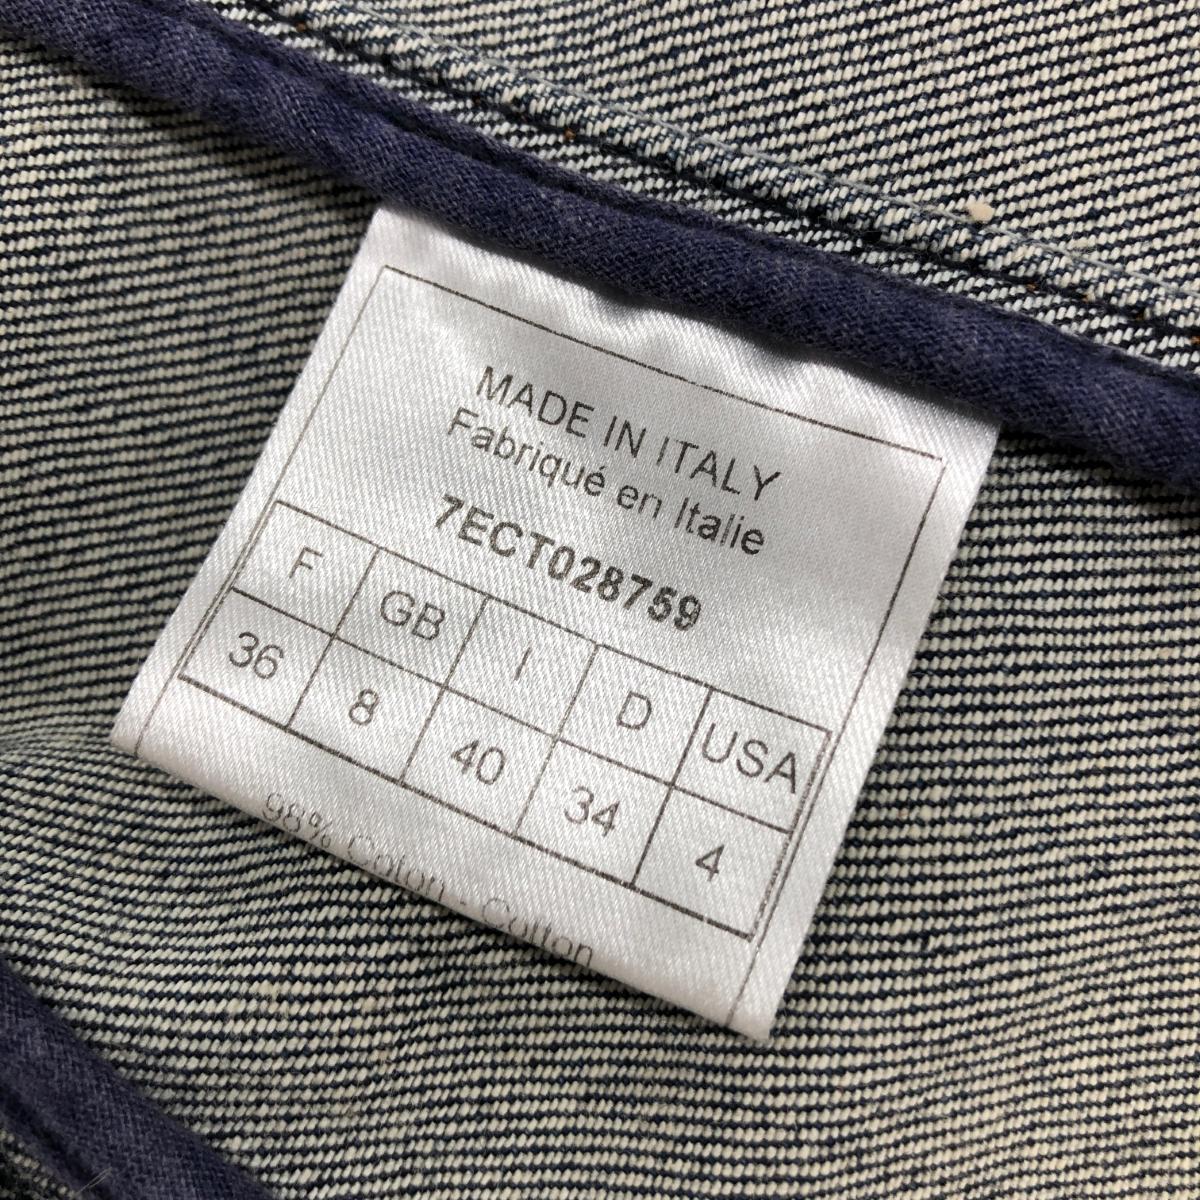 MADE IN ITALY
Fabriqué en Italie
7ECT028759
F GB I D USA
36 8 40 34 4
98% Coton - Cotton